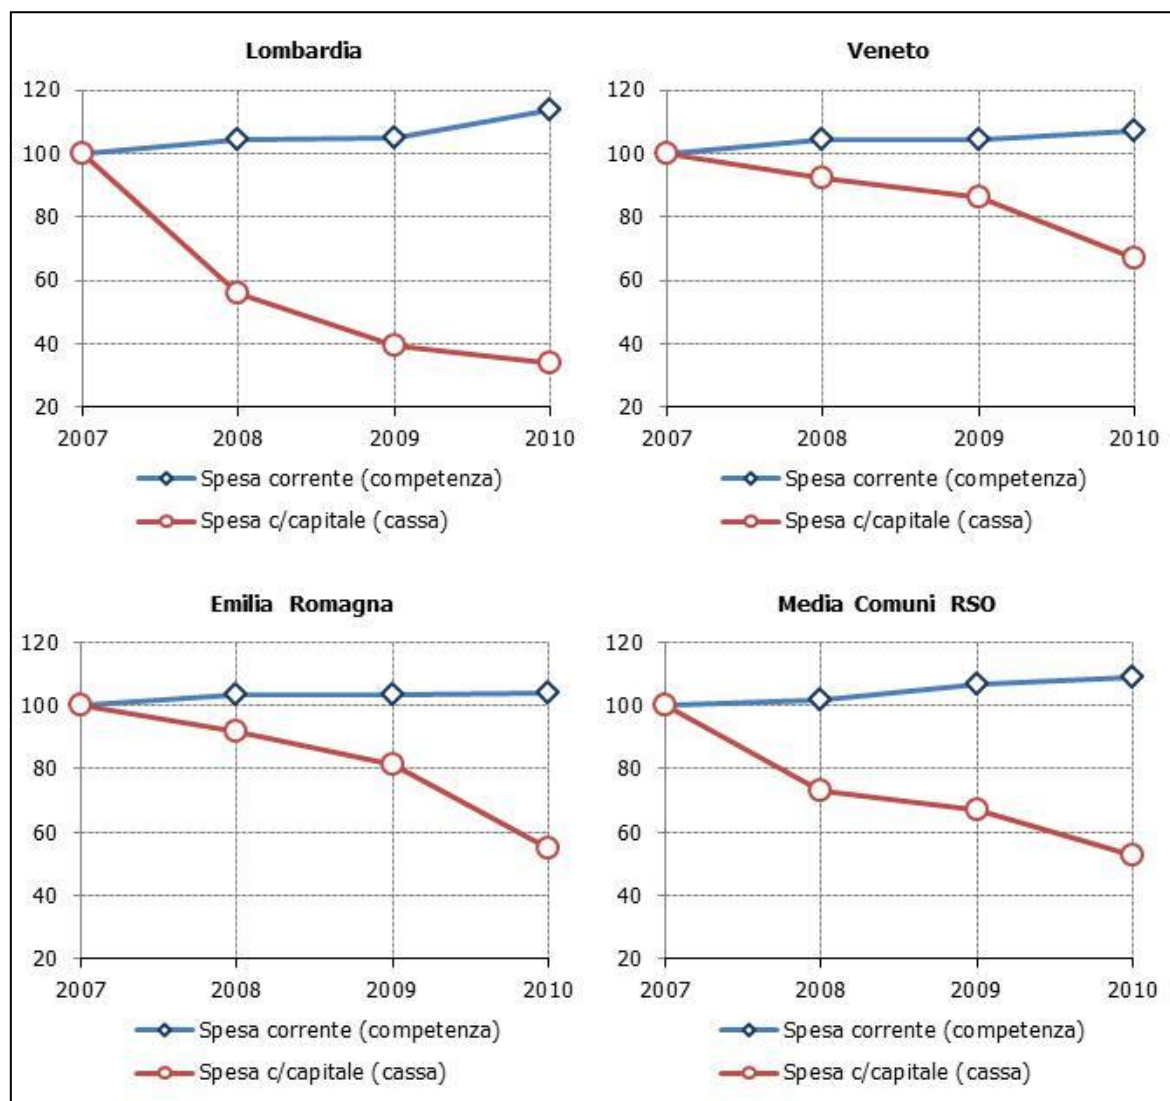 Lombardia
120
100
80
60
40
20
2007 2008 2009 2010
Spesa corrente (competenza)
Spesa c/capitale (cassa)
Veneto
120
100
80
60
40
20
2007 2008 2009 2010
Spesa corrente (competenza)
Spesa c/capitale (cassa)
Emilia Romagna
120
100
80
60
40
20
2007 2008 2009 2010
Spesa corrente (competenza)
Spesa c/capitale (cassa)
Media Comuni RSO
120
100
80
60
40
20
2007 2008 2009 2010
Spesa corrente (competenza)
Spesa c/capitale (cassa)